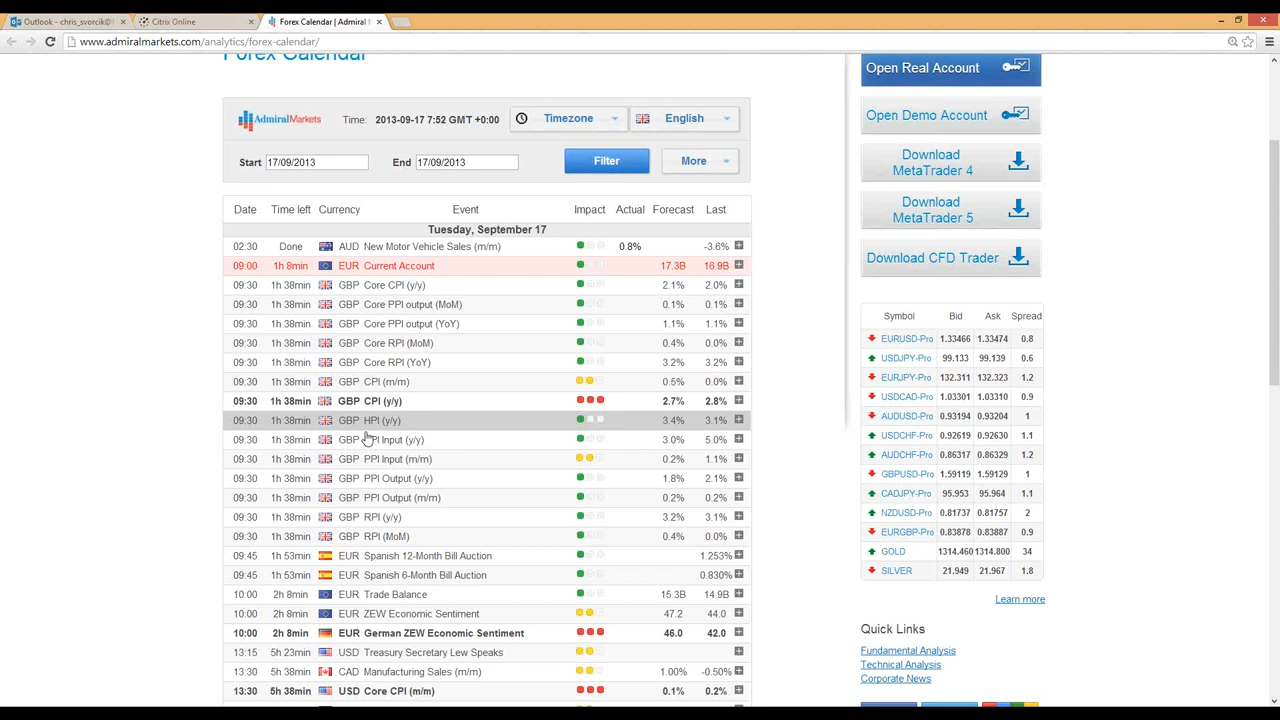 Outlook - chris_svorcik@
Citrix Online
Forex Calendar | Admiral M
www.admiralmarkets.com/analytics/forex-calendar/
Forex Calendar
AdmiralMarkets Time: 2013-09-17 7:52 GMT +0:00 Timezone English
Start 17/09/2013 End 17/09/2013 Filter More
Date Time left Currency Event Impact Actual Forecast Last
Tuesday, September 17
02:30 Done AUD New Motor Vehicle Sales (m/m) 0.8% -3.6%
09:00 1h 8min EUR Current Account 17.3B 16.9B
09:30 1h 38min GBP Core CPI (y/y) 2.1% 2.0%
09:30 1h 38min GBP Core PPI output (MoM) 0.1% 0.1%
09:30 1h 38min GBP Core PPI output (YoY) 1.1% 1.1%
09:30 1h 38min GBP Core RPI (MoM) 0.4% 0.0%
09:30 1h 38min GBP Core RPI (YoY) 3.2% 3.2%
09:30 1h 38min GBP CPI (m/m) 0.5% 0.0%
09:30 1h 38min GBP CPI (y/y) 2.7% 2.8%
09:30 1h 38min GBP HPI (y/y) 3.4% 3.1%
09:30 1h 38min GBP PPI Input (y/y) 3.0% 5.0%
09:30 1h 38min GBP PPI Input (m/m) 0.2% 1.1%
09:30 1h 38min GBP PPI Output (y/y) 1.8% 2.1%
09:30 1h 38min GBP PPI Output (m/m) 0.2% 0.2%
09:30 1h 38min GBP RPI (y/y) 3.2% 3.1%
09:30 1h 38min GBP RPI (MoM) 0.4% 0.0%
09:45 1h 53min EUR Spanish 12-Month Bill Auction 1.253%
09:45 1h 53min EUR Spanish 6-Month Bill Auction 0.830%
10:00 2h 8min EUR Trade Balance 15.3B 14.9B
10:00 2h 8min EUR ZEW Economic Sentiment 47.2 44.0
10:00 2h 8min EUR German ZEW Economic Sentiment 46.0 42.0
13:15 5h 23min USD Treasury Secretary Lew Speaks
13:30 5h 38min CAD Manufacturing Sales (m/m) 1.00% -0.50%
13:30 5h 38min USD Core CPI (m/m) 0.1% 0.2%
Open Real Account
Open Demo Account
Download
MetaTrader 4
Download
MetaTrader 5
Download CFD Trader
Symbol Bid Ask Spread
EURUSD-Pro 1.33466 1.33474 0.8
USDJPY-Pro 99.133 99.139 0.6
EURJPY-Pro 132.311 132.323 1.2
USDCAD-Pro 1.03301 1.03310 0.9
AUDUSD-Pro 0.93194 0.93204 1
USDCHF-Pro 0.92619 0.92630 1.1
AUDCHF-Pro 0.86317 0.86329 1.2
GBPUSD-Pro 1.59119 1.59129 1
CADJPY-Pro 95.953 95.964 1.1
NZDUSD-Pro 0.81737 0.81757 2
EURGBP-Pro 0.83878 0.83887 0.9
GOLD 1314.460 1314.800 34
SILVER 21.949 21.967 1.8
Learn more
Quick Links
Fundamental Analysis
Technical Analysis
Corporate News